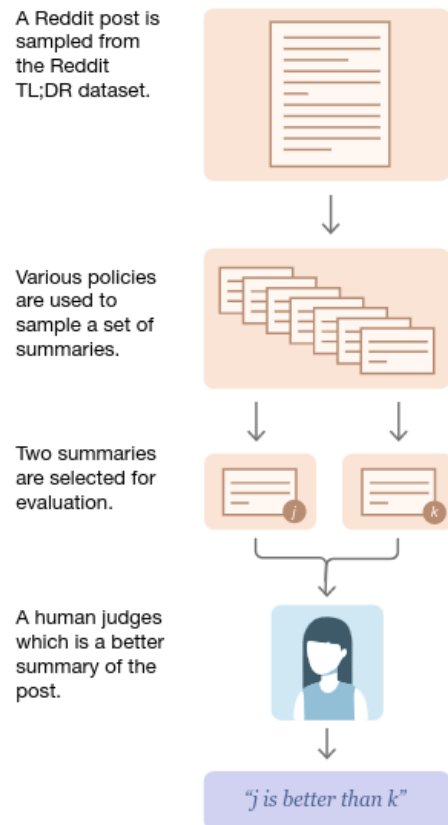 A Reddit post is
sampled from
the Reddit
TL;DR dataset.
Various policies
are used to
sample a set of
summaries.
Two summaries
are selected for
evaluation.
j
k
A human judges
which is a better
summary of the
post.
“j is better than k”